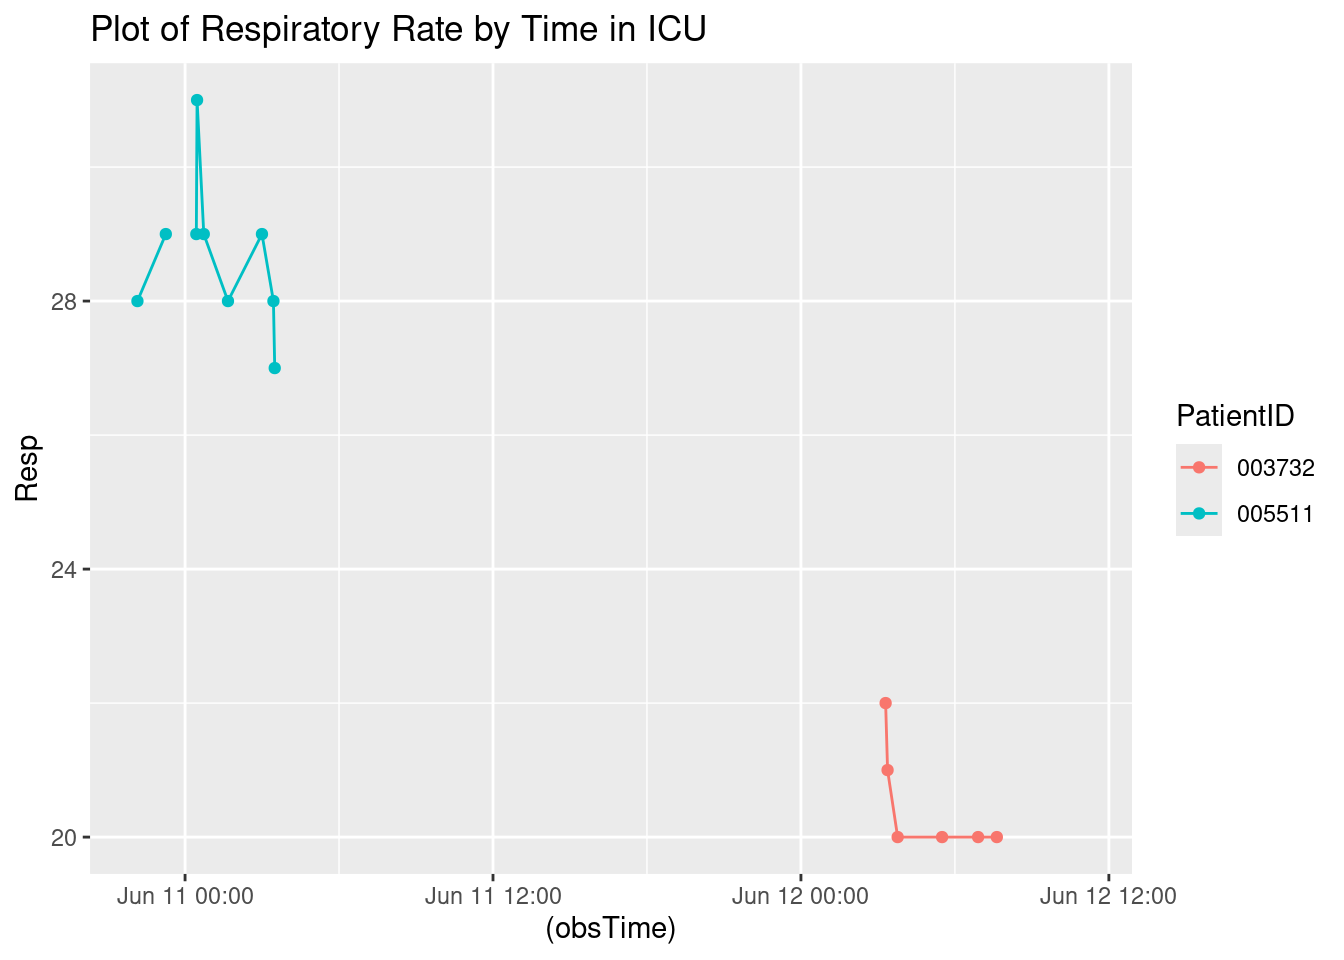 Plot of Respiratory Rate by Time in ICU
Resp
28
24
20
Jun 11 00:00
Jun 11 12:00
Jun 12 00:00
Jun 12 12:00
(obsTime)
PatientID
003732
005511